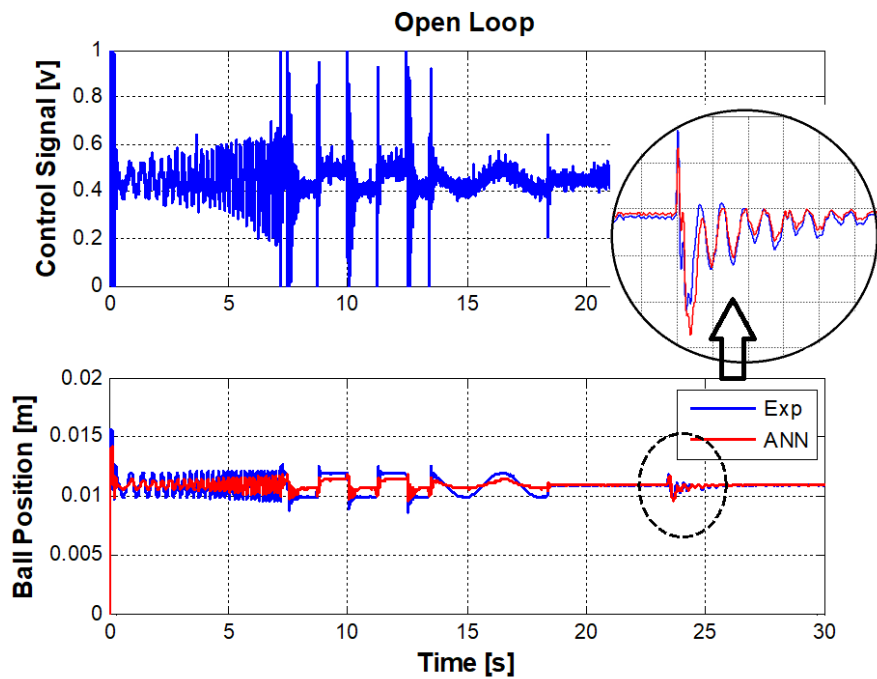 Open Loop
Control Signal [v]
1
0.8
0.6
0.4
0.2
0
0 5 10 15 20
Ball Position [m]
0.02
0.015
0.01
0.005
0
Exp
ANN
0 5 10 15 20 25 30
Time [s]